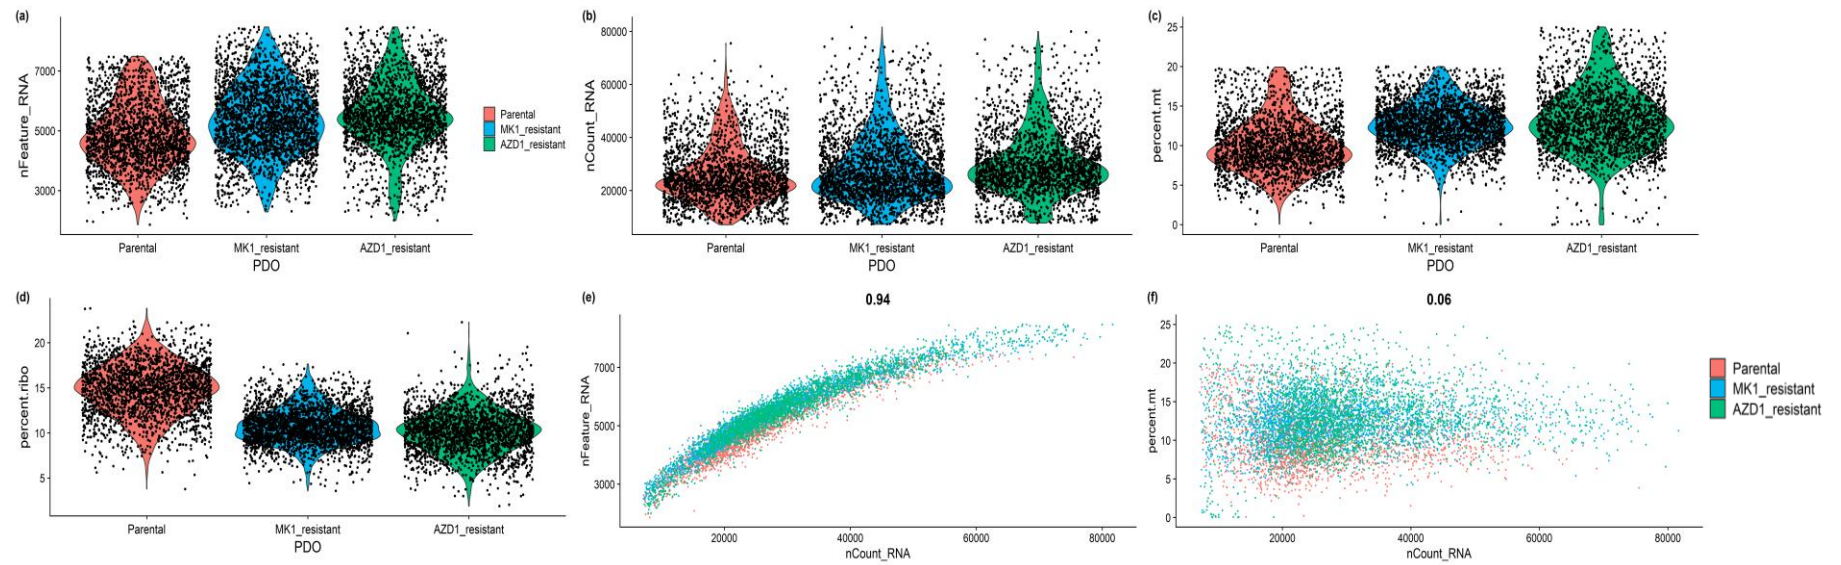 (a)
nFeature_RNA
7000
5000
3000
Parental
MK1_resistant
AZD1_resistant
PDO
Parental
MK1_resistant
AZD1_resistant
(b)
nCount_RNA
80000
60000
40000
20000
Parental
MK1_resistant
AZD1_resistant
PDO
(c)
percent.mt
25
20
15
10
5
0
Parental
MK1_resistant
AZD1_resistant
PDO
(d)
percent.ribo
20
15
10
5
Parental
MK1_resistant
AZD1_resistant
PDO
(e)
0.94
nFeature_RNA
7000
5000
3000
20000
40000
60000
80000
nCount_RNA
(f)
0.06
percent.mt
25
20
15
10
5
0
20000
40000
60000
80000
nCount_RNA
Parental
MK1_resistant
AZD1_resistant